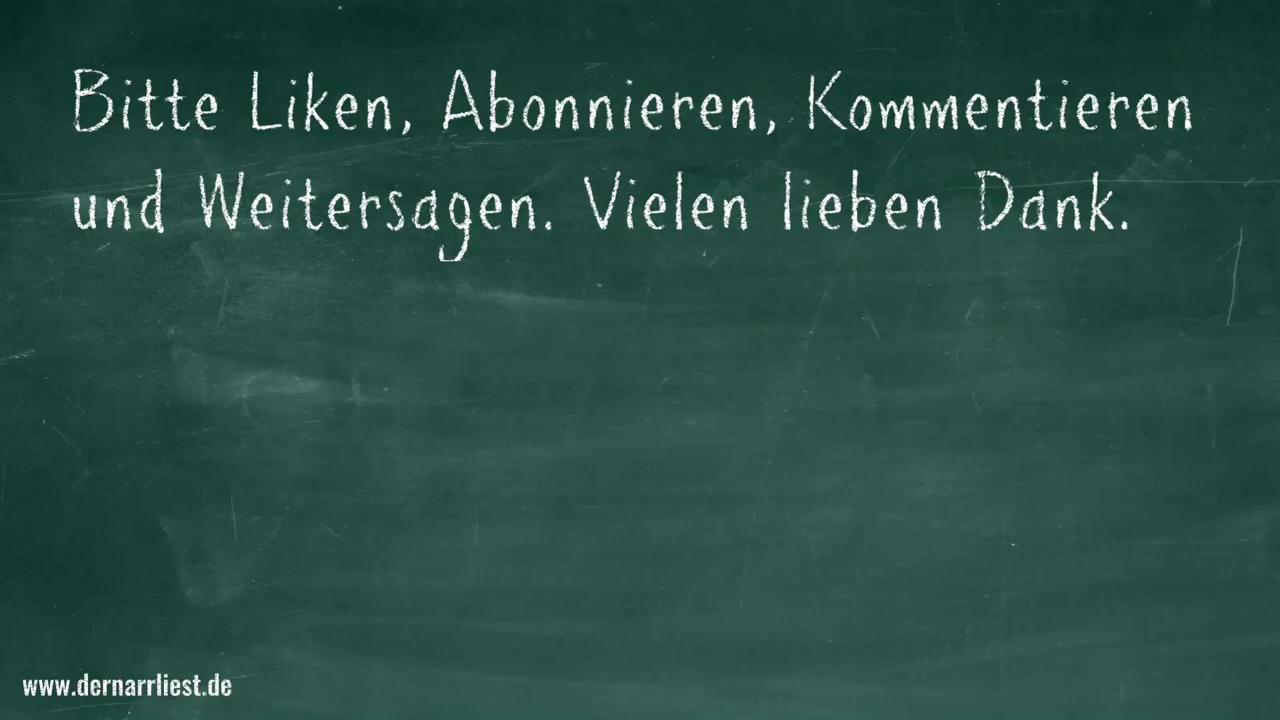 Bitte Liken, Abonnieren, Kommentieren
und Weitersagen. Vielen lieben Dank.
www.dernarrliest.de